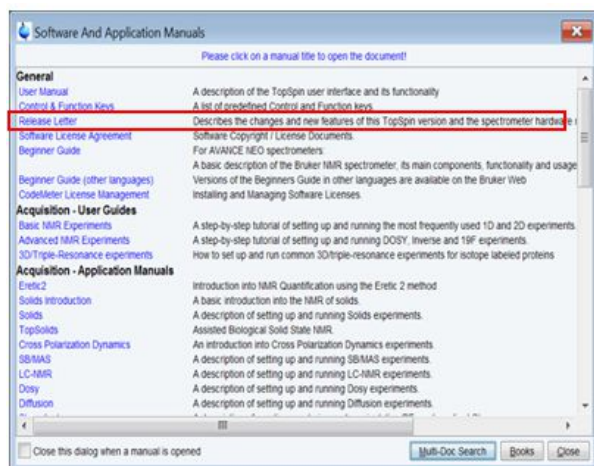 Software And Application Manuals
Please click on a manual title to open the document!
General
User Manual A description of the TopSpin user interface and its functionality
Control & Function Keys A list of predefined Control and Function keys
Release Letter Describes the changes and new features of this TopSpin version and the spectrometer hardware
Software License Agreement Software Copyright / License Documents.
Beginner Guide For AVANCE NEO spectrometers:
A basic description of the Bruker NMR spectrometer, its main components, functionality and usage
Beginner Guide (other languages) Versions of the Beginners Guide in other languages are available on the Bruker Web
CodeMeter License Management Installing and Managing Software Licenses.
Acquisition - User Guides
Basic NMR Experiments A step-by-step tutorial of setting up and running the most frequently used 1D and 2D experiments.
Advanced NMR Experiments A step-by-step tutorial of setting up and running DOSY, Inverse and 19F experiments.
3D/Triple-Resonance experiments How to set up and run common 3D/triple-resonance experiments for isotope labeled proteins
Acquisition - Application Manuals
Eretic2 Introduction into NMR Quantification using the Eretic 2 method
Solids Introduction A basic introduction into the NMR of solids.
Solids A description of setting up and running Solids experiments.
TopSolids Assisted Biological Solid State NMR.
Cross Polarization Dynamics An introduction into Cross Polarization Dynamics experiments.
SB/MAS A description of setting up and running SB/MAS experiments.
LC-NMR A description of setting up and running LC-NMR experiments.
Dosy A description of setting up and running Dosy experiments.
Diffusion A description of setting up and running Diffusion experiments.
Close this dialog when a manual is opened
Multi-Doc Search Books Close